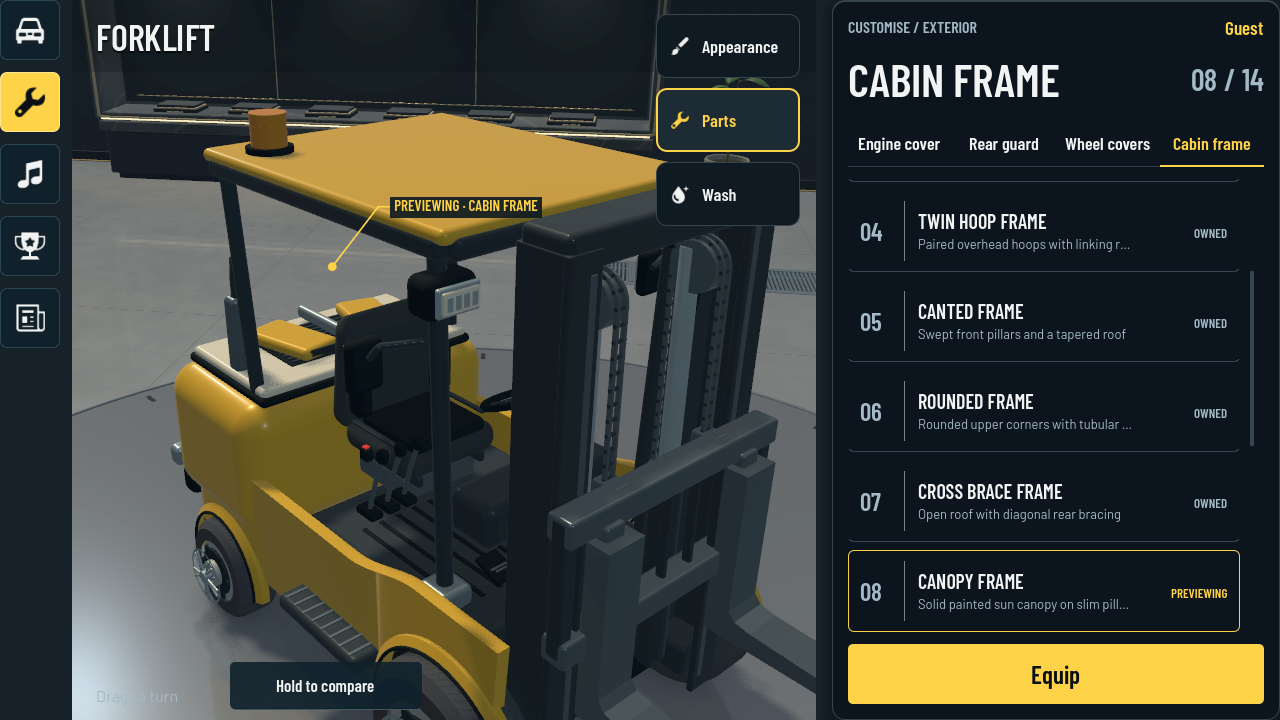 FORKLIFT
Appearance
Parts
Wash
PREVIEWING · CABIN FRAME
Drag to turn
Hold to compare
CUSTOMISE / EXTERIOR
Guest
CABIN FRAME
08 / 14
Engine cover
Rear guard
Wheel covers
Cabin frame
04
TWIN HOOP FRAME
Paired overhead hoops with linking r...
OWNED
05
CANTED FRAME
Swept front pillars and a tapered roof
OWNED
06
ROUNDED FRAME
Rounded upper corners with tubular ...
OWNED
07
CROSS BRACE FRAME
Open roof with diagonal rear bracing
OWNED
08
CANOPY FRAME
Solid painted sun canopy on slim pill...
PREVIEWING
Equip